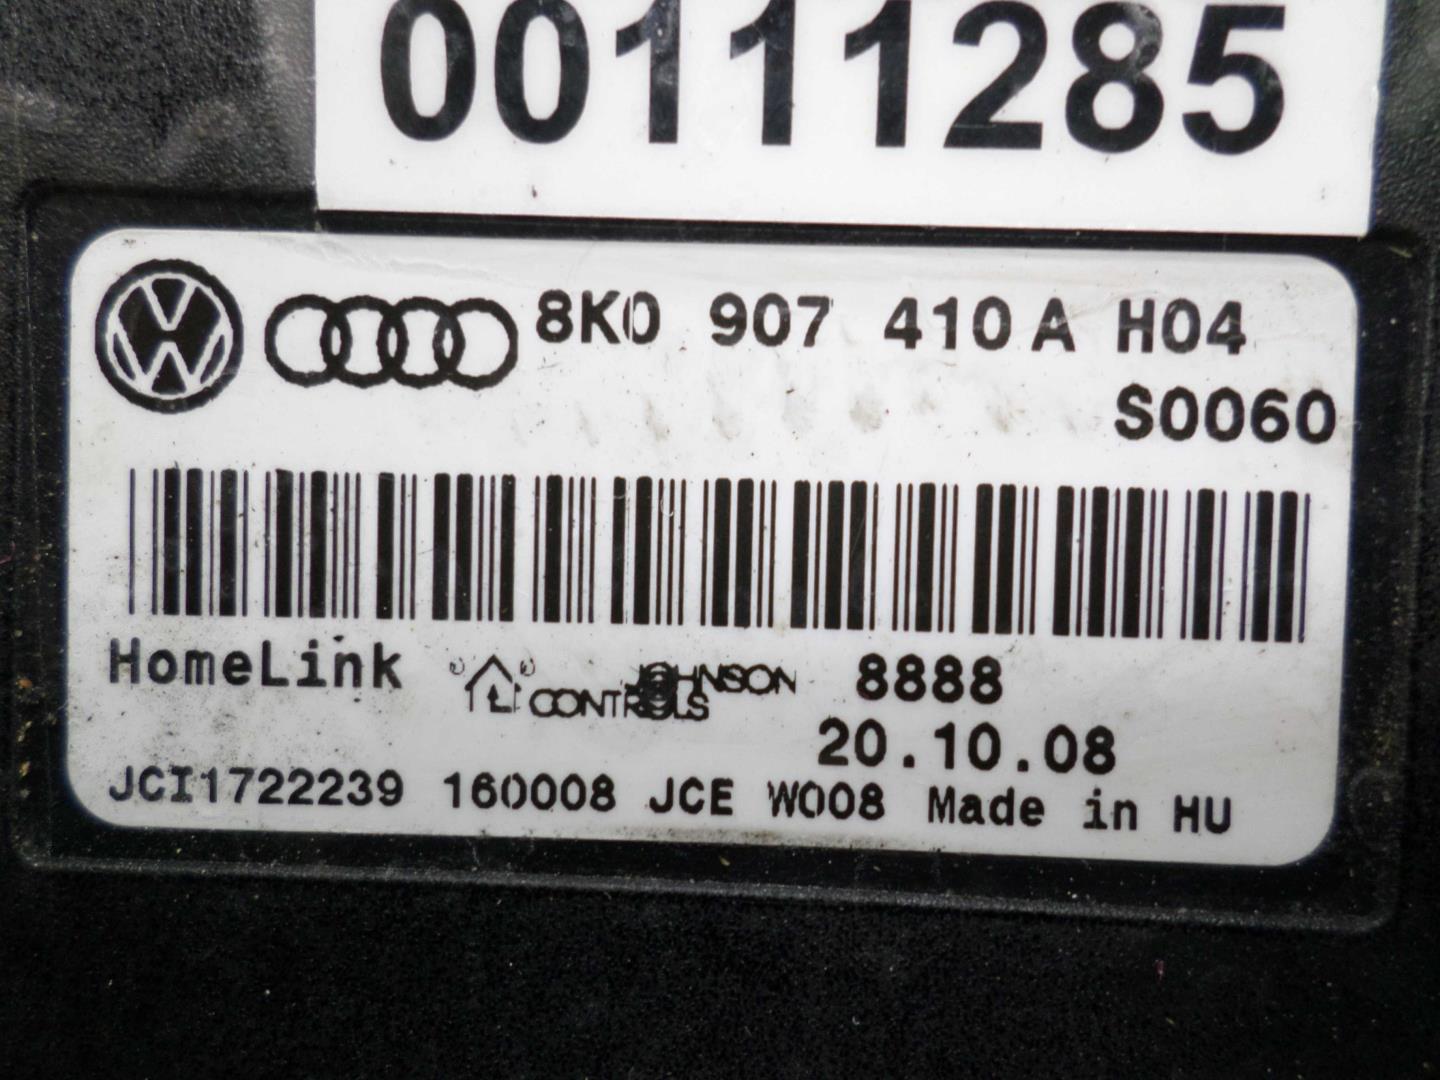 00111285
8K0 907 410 A H04
S0060
HomeLink JOHNSON CONTROLS 8888
20.10.08
JCI1722239 160008 JCE W008 Made in HU